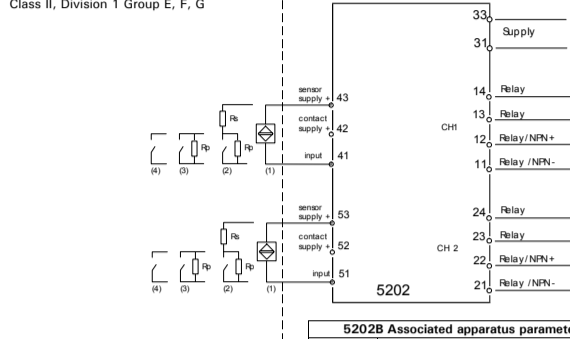 Class II, Division 1 Group E, F, G
33
Supply
31
sensor
supply + 43
14 Relay
contact
supply + 42
13 Relay
CH1
Rs
12 Relay/NPN+
Rp
Rp
input 41
11 Relay /NPN-
(4) (3) (2) (1)
sensor
supply + 53
24 Relay
contact
supply + 52
23 Relay
CH 2
Rs
22 Relay/NPN+
Rp
Rp
input 51
21 Relay /NPN-
5202
(4) (3) (2) (1)
5202B Associated apparatus